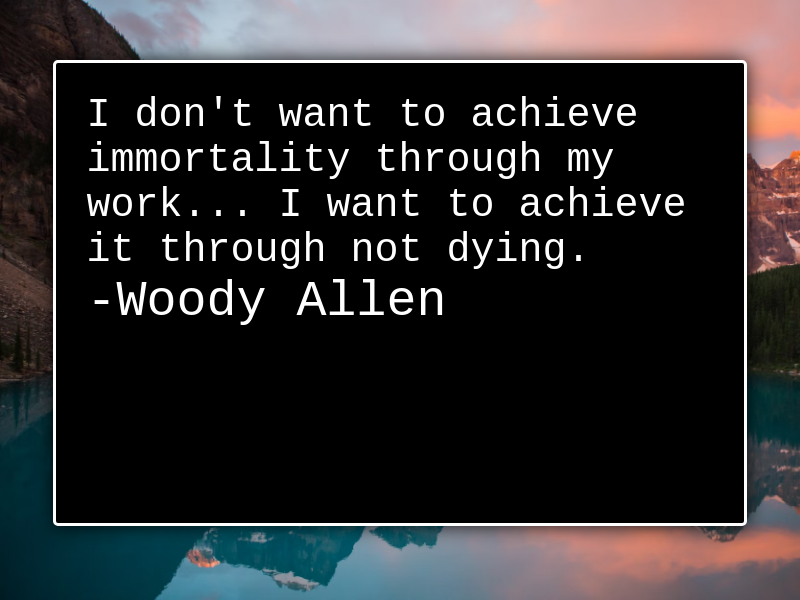 I don't want to achieve
immortality through my
work... I want to achieve
it through not dying.
-Woody Allen